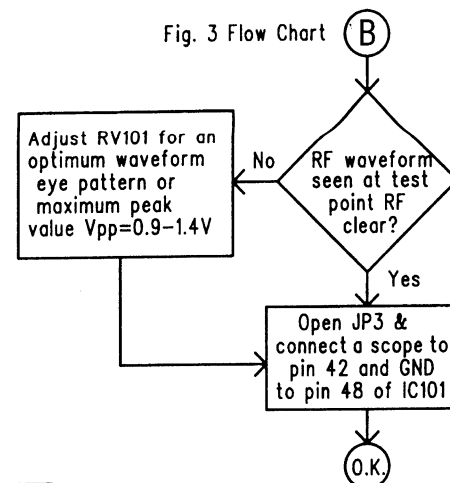 Fig. 3 Flow Chart
B
Adjust RV101 for an
optimum waveform
eye pattern or
maximum peak
value Vpp=0.9-1.4V
No
RF waveform
seen at test
point RF
clear?
Yes
Open JP3 &
connect a scope to
pin 42 and GND
to pin 48 of IC101
O.K.